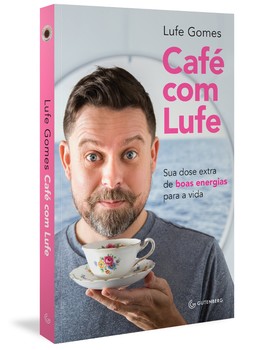 Lufe Gomes
Café
com
Lufe
Sua dose extra
de boas energias
para a vida
GUTENBERG
Lufe Gomes Café com Lufe